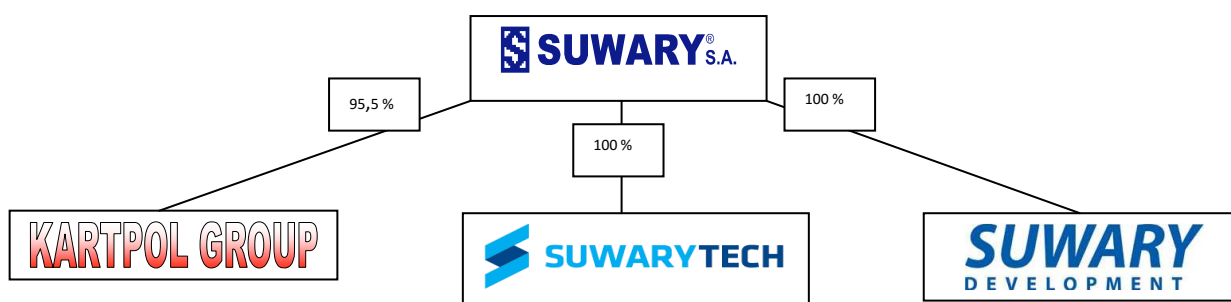 SUWARY® S.A.
95,5 %
100 %
100 %
KARTPOL GROUP
SUWARYTECH
SUWARY
DEVELOPMENT